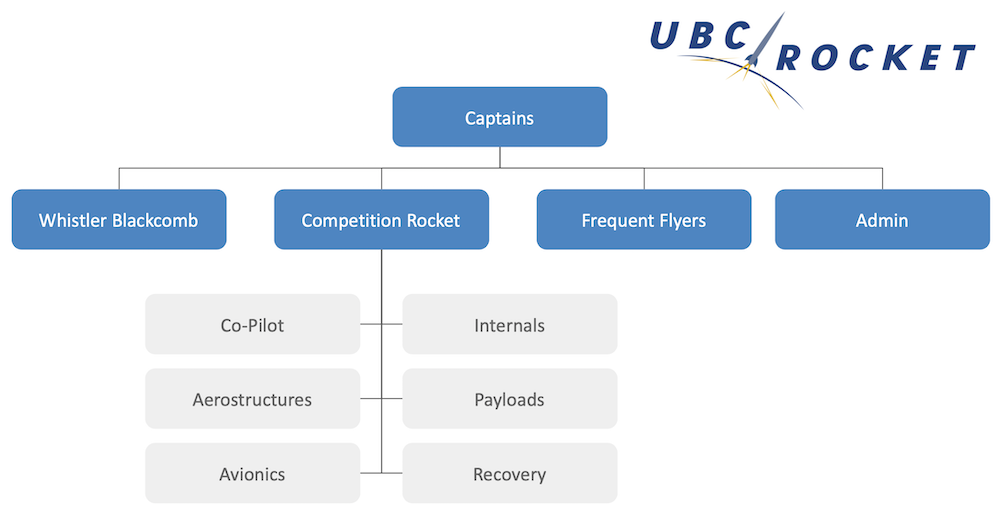 UBC ROCKET
Captains
Whistler Blackcomb
Competition Rocket
Frequent Flyers
Admin
Co-Pilot
Internals
Aerostructures
Payloads
Avionics
Recovery